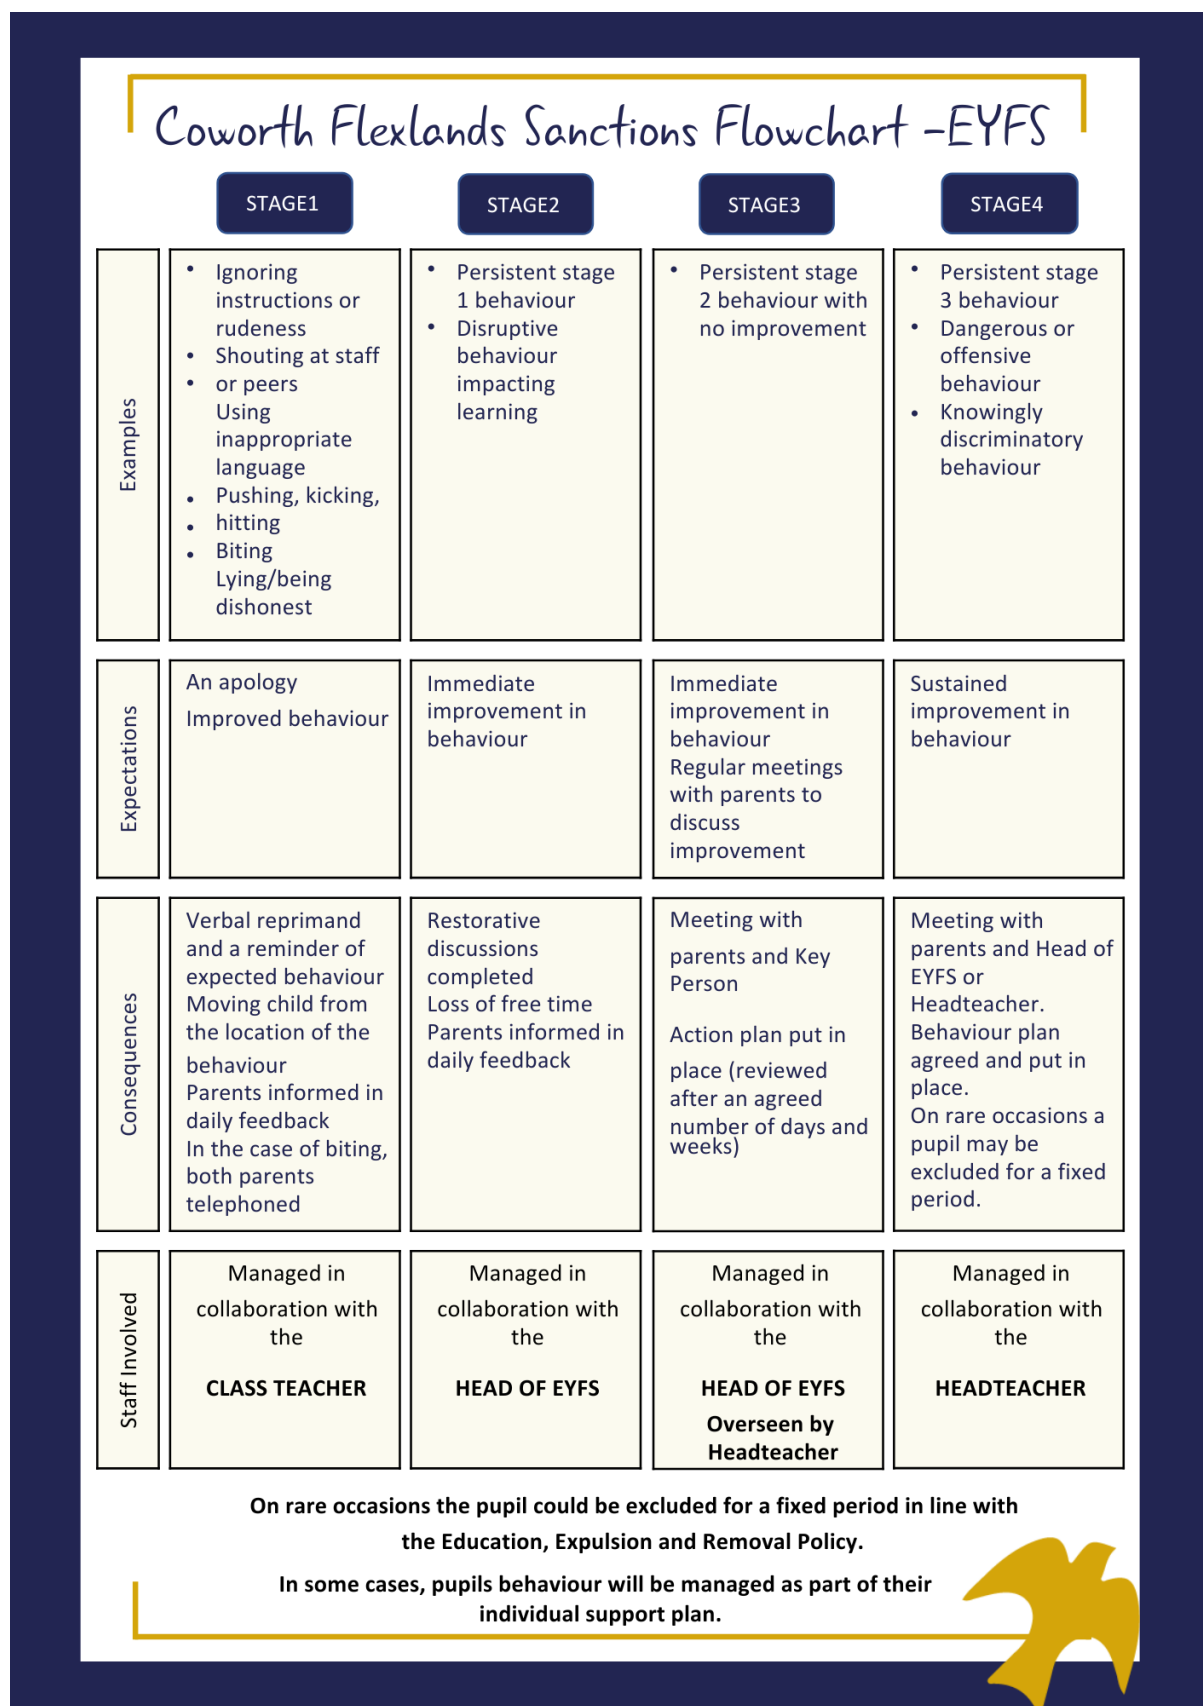 Coworth Flexlands Sanctions Flowchart -EYFS
STAGE1
STAGE2
STAGE3
STAGE4
Examples
• Ignoring
instructions or
rudeness
• Shouting at staff
• or peers
Using
inappropriate
language
• Pushing, kicking,
• hitting
• Biting
Lying/being
dishonest
• Persistent stage
1 behaviour
• Disruptive
behaviour
impacting
learning
• Persistent stage
2 behaviour with
no improvement
• Persistent stage
3 behaviour
• Dangerous or
offensive
behaviour
• Knowingly
discriminatory
behaviour
Expectations
An apology
Improved behaviour
Immediate
improvement in
behaviour
Immediate
improvement in
behaviour
Regular meetings
with parents to
discuss
improvement
Sustained
improvement in
behaviour
Consequences
Verbal reprimand
and a reminder of
expected behaviour
Moving child from
the location of the
behaviour
Parents informed in
daily feedback
In the case of biting,
both parents
telephoned
Restorative
discussions
completed
Loss of free time
Parents informed in
daily feedback
Meeting with
parents and Key
Person
Action plan put in
place (reviewed
after an agreed
number of days and
weeks)
Meeting with
parents and Head of
EYFS or
Headteacher.
Behaviour plan
agreed and put in
place.
On rare occasions a
pupil may be
excluded for a fixed
period.
Staff Involved
Managed in
collaboration with
the
CLASS TEACHER
Managed in
collaboration with
the
HEAD OF EYFS
Managed in
collaboration with
the
HEAD OF EYFS
Overseen by
Headteacher
Managed in
collaboration with
the
HEADTEACHER
On rare occasions the pupil could be excluded for a fixed period in line with
the Education, Expulsion and Removal Policy.
In some cases, pupils behaviour will be managed as part of their
individual support plan.